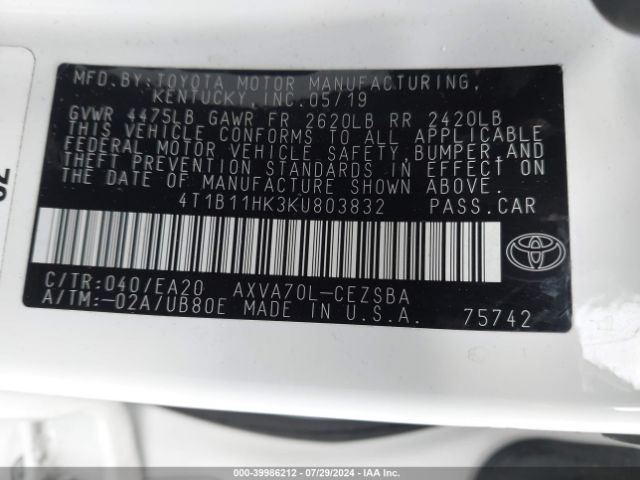 MFD.BY:TOYOTA MOTOR MANUFACTURING,
KENTUCKY,INC.05/19
GVWR 4475LB GAWR FR 2620LB RR 2420LB
THIS VEHICLE CONFORMS TO ALL APPLICABLE
FEDERAL MOTOR VEHICLE SAFETY,BUMPER,AND
THEFT PREVENTION STANDARDS IN EFFECT
ON THE DATE OF MANUFACTURE SHOWN ABOVE.
4T1B11HK3KU803832 PASS.CAR
C/TR:040/EA20 AXVA70L-CEZSBA
A/TM:-02A/UB80E MADE IN U.S.A. 75742
TOYOTA
000-39986212 - 07/29/2024 - IAA Inc.